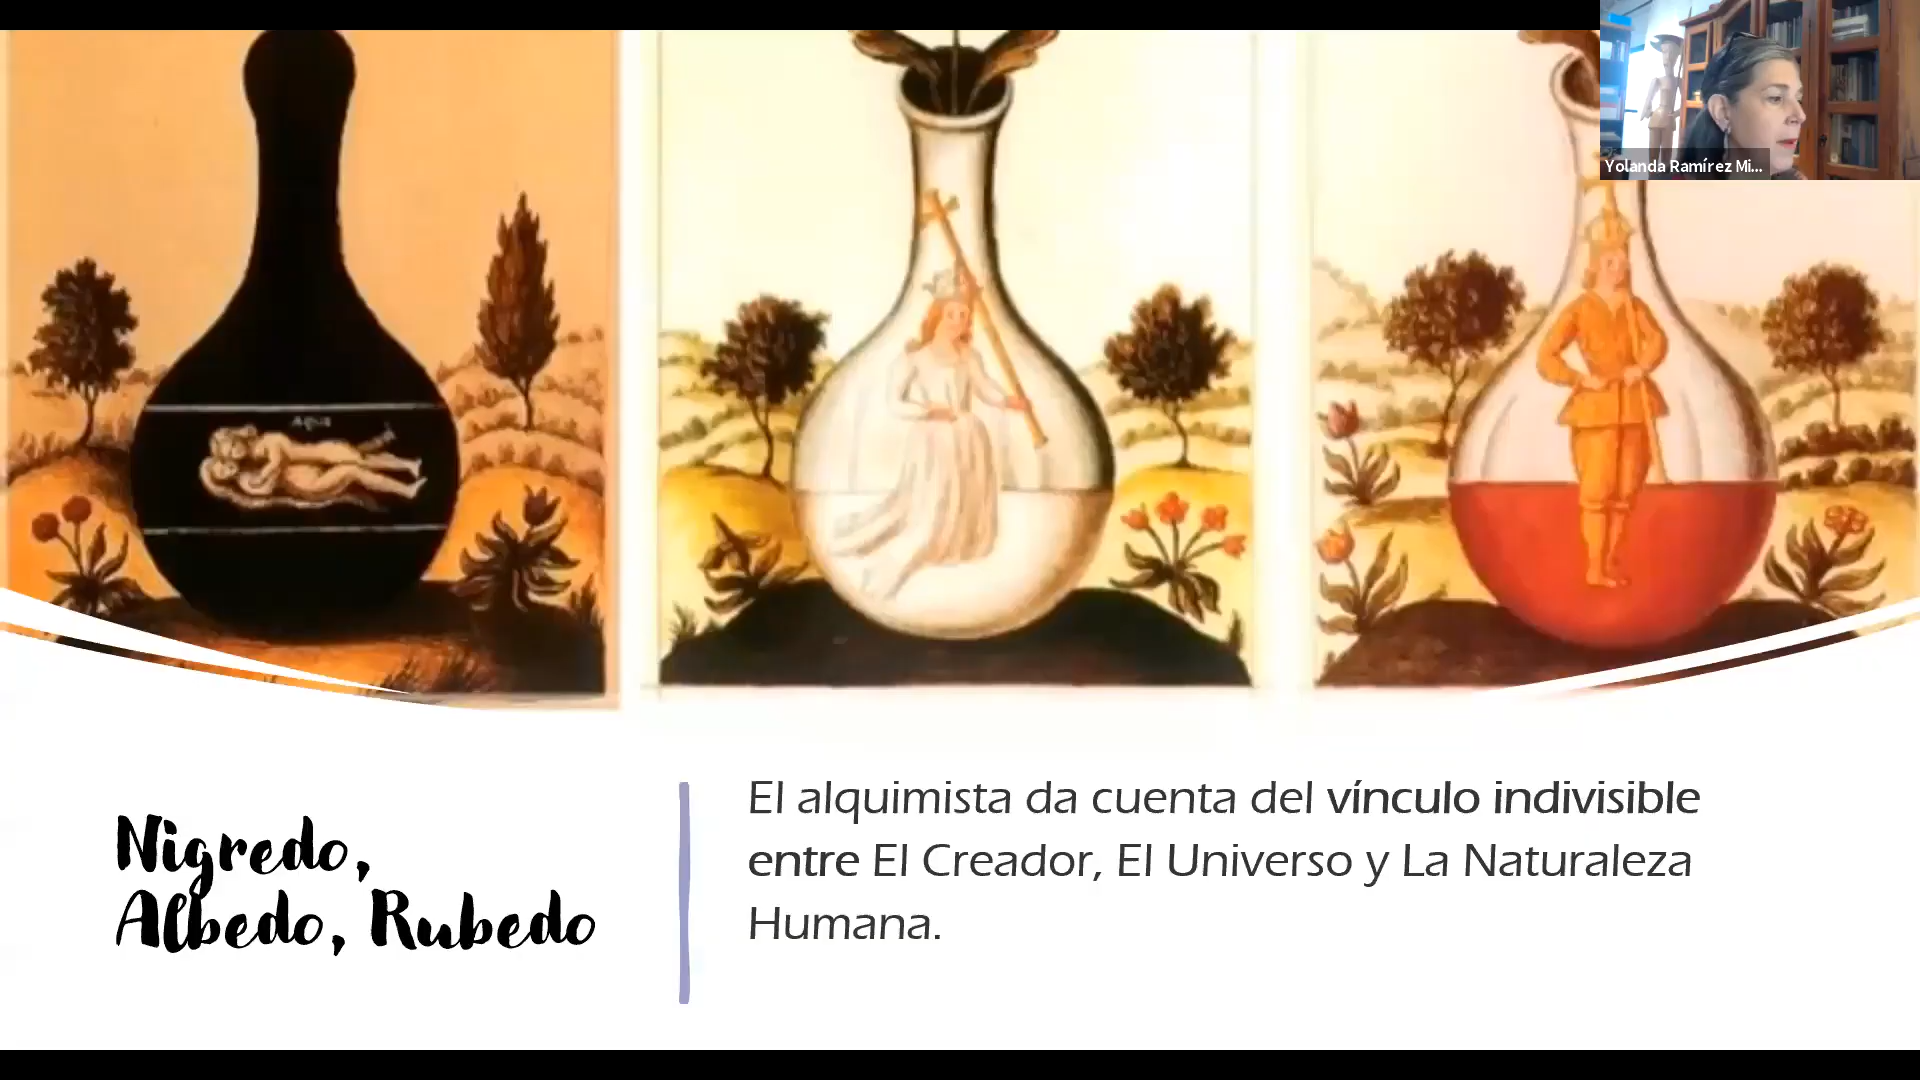 Yolanda Ramírez Mi...
AQUA
Nigredo,
Albedo, Rubedo
El alquimista da cuenta del vínculo indivisible
entre El Creador, El Universo y La Naturaleza
Humana.